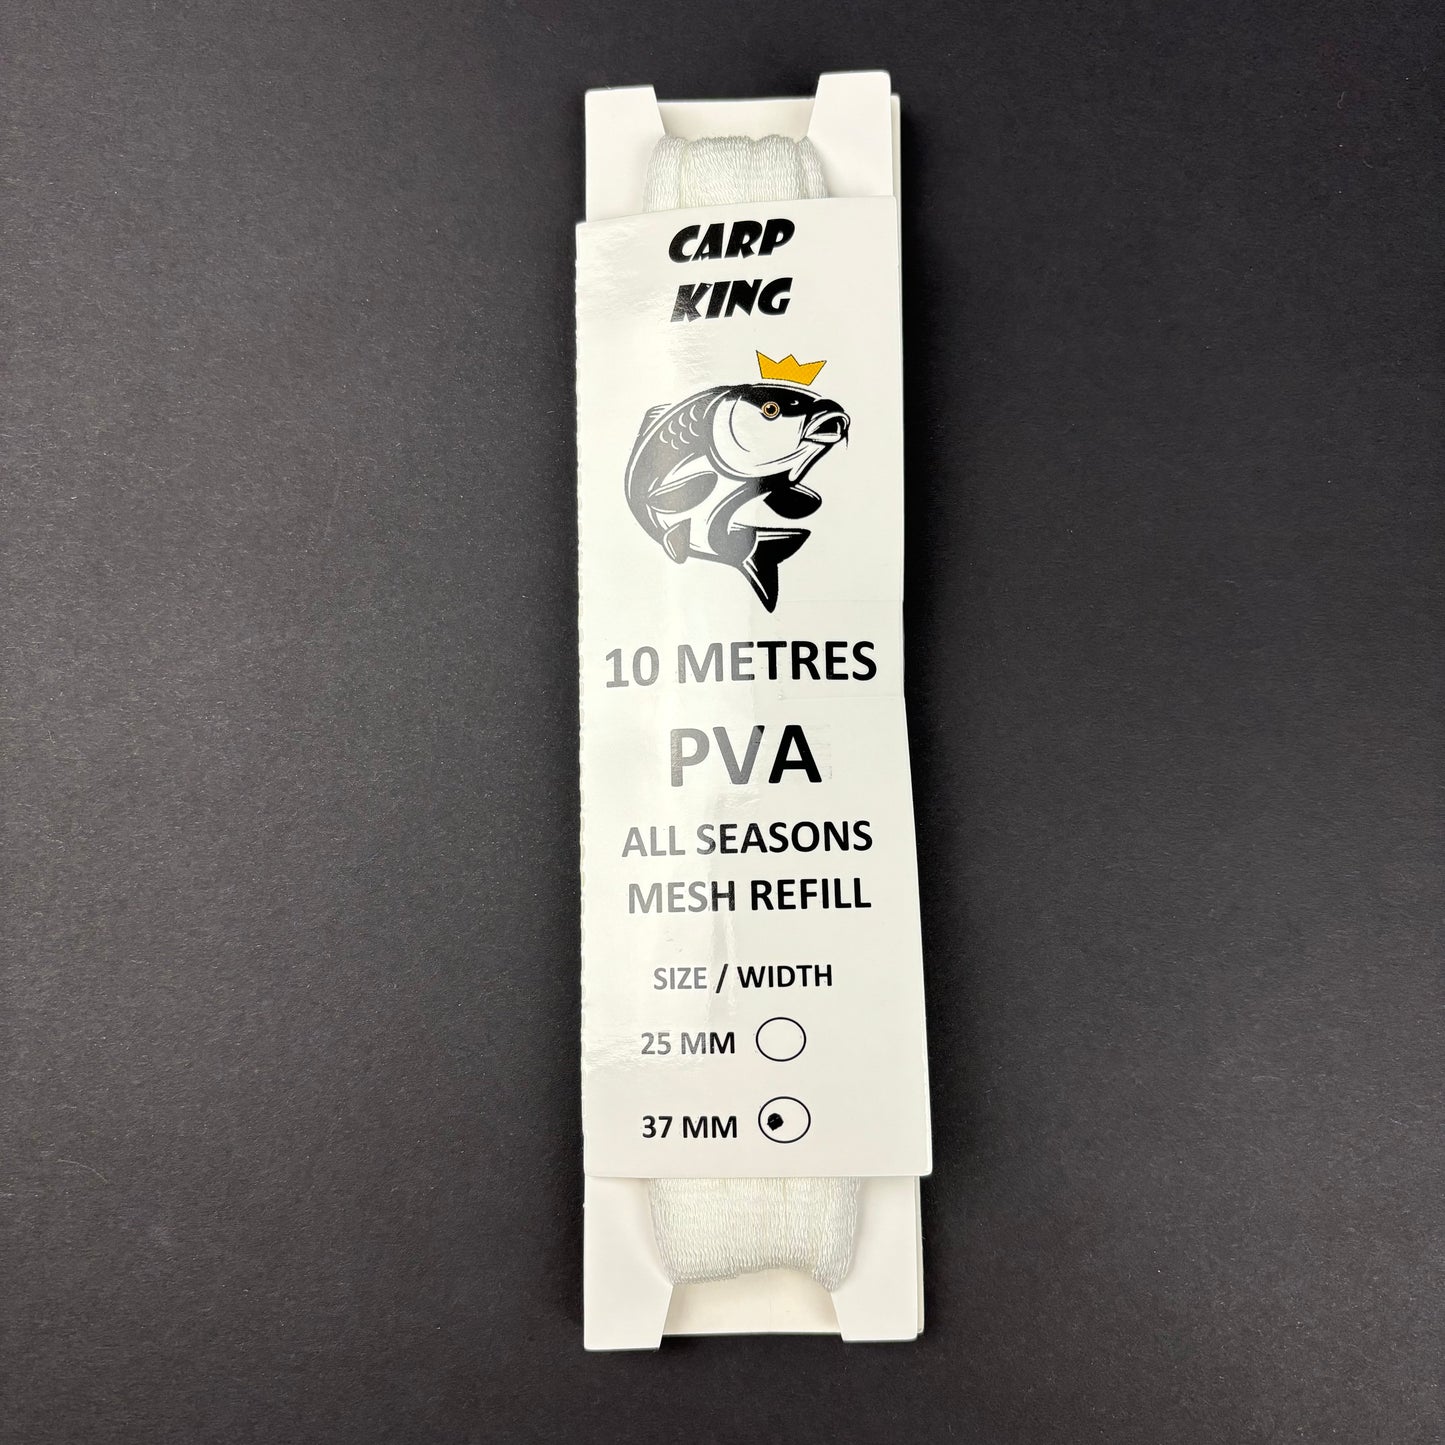 CARP
KING
10 METRES
PVA
ALL SEASONS
MESH REFILL
SIZE / WIDTH
25 MM
37 MM